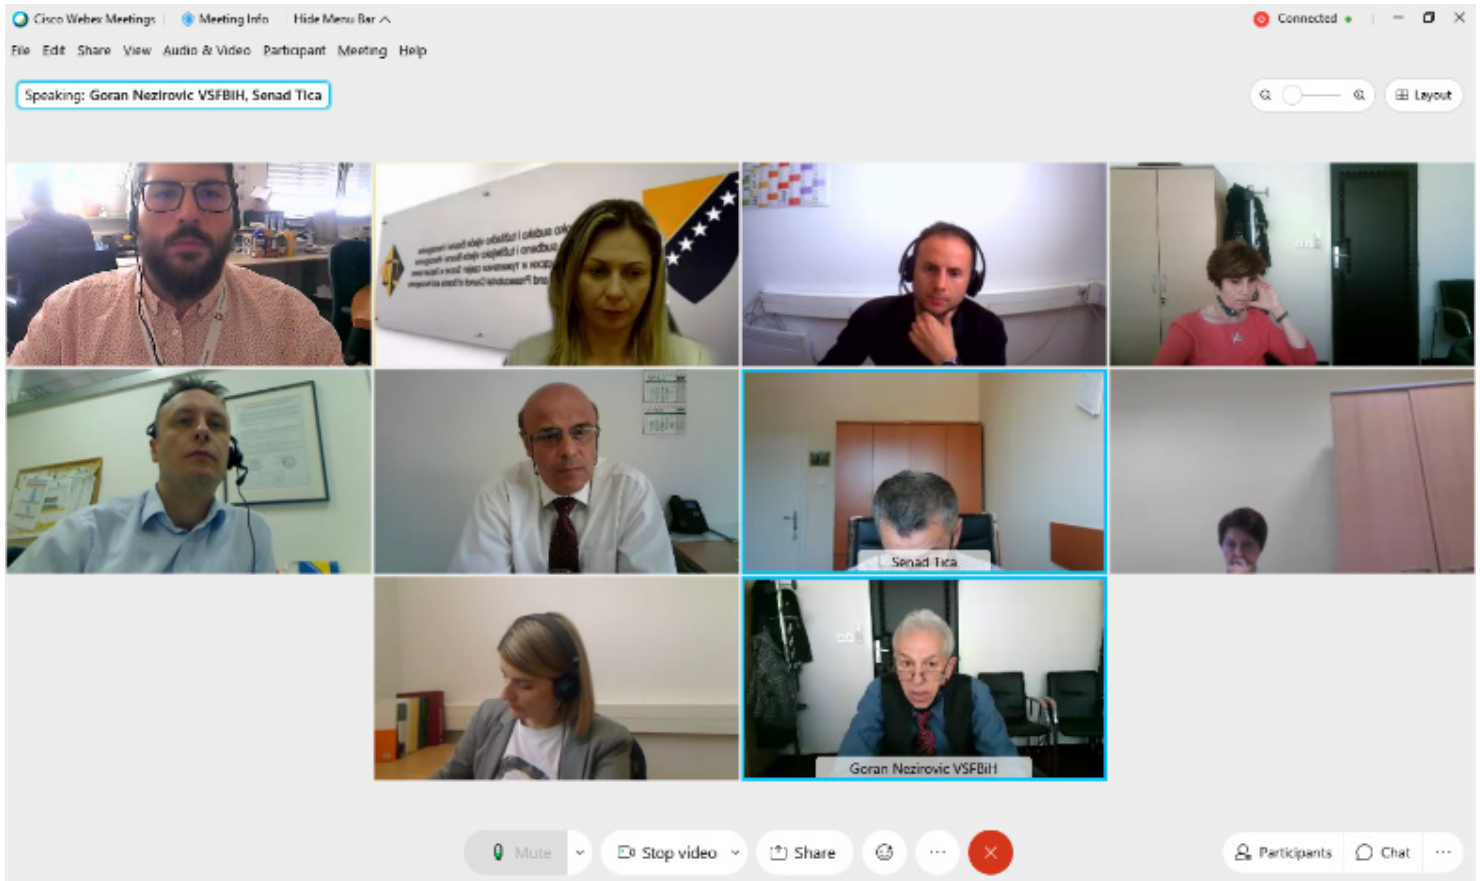 Cisco Webex Meetings
Meeting Info
Hide Menu Bar
Connected
File Edit Share View Audio & Video Participant Meeting Help
Speaking: Goran Nezirovic VSFBiH, Senad Tica
Layout
Senad Tica
Goran Nezirovic VSFBiH
Mute
Stop video
Share
Participants
Chat